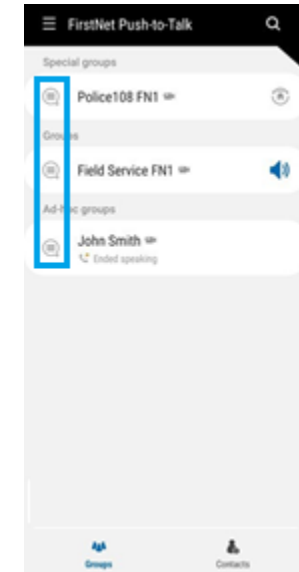 FirstNet Push-to-Talk
Special groups
Police108 FN1
Groups
Field Service FN1
Ad-hoc groups
John Smith
Ended speaking
Groups
Contacts